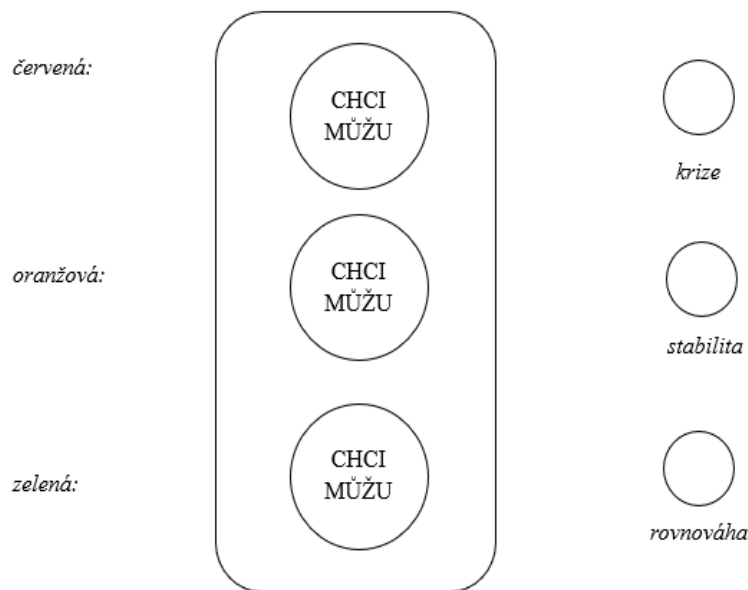 červená:
CHCI
MŮŽU
krize
oranžová:
CHCI
MŮŽU
stabilita
zelená:
CHCI
MŮŽU
rovnováha